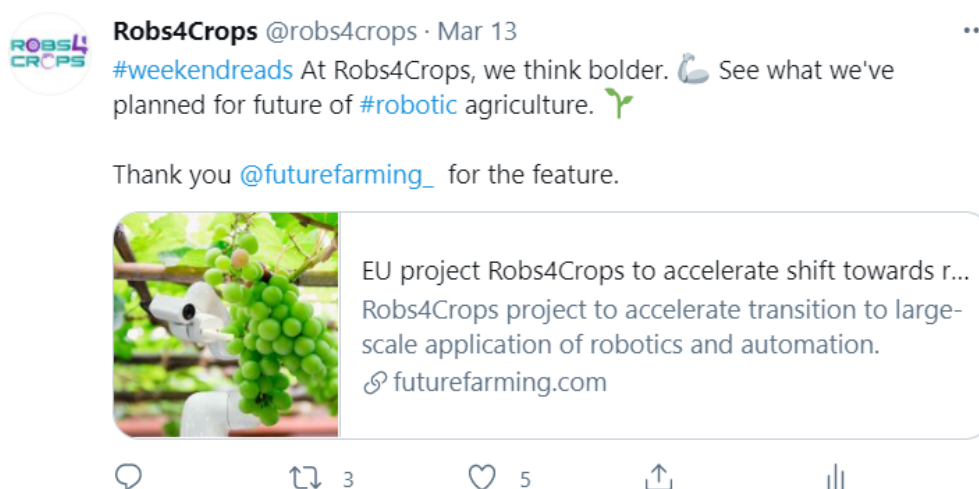 ROBS4
CROPS
Robs4Crops @robs4crops · Mar 13
#weekendreads At Robs4Crops, we think bolder. 🦾 See what we've
planned for future of #robotic agriculture. 🌱
Thank you @futurefarming_ for the feature.
EU project Robs4Crops to accelerate shift towards r...
Robs4Crops project to accelerate transition to large-
scale application of robotics and automation.
futurefarming.com
3 5